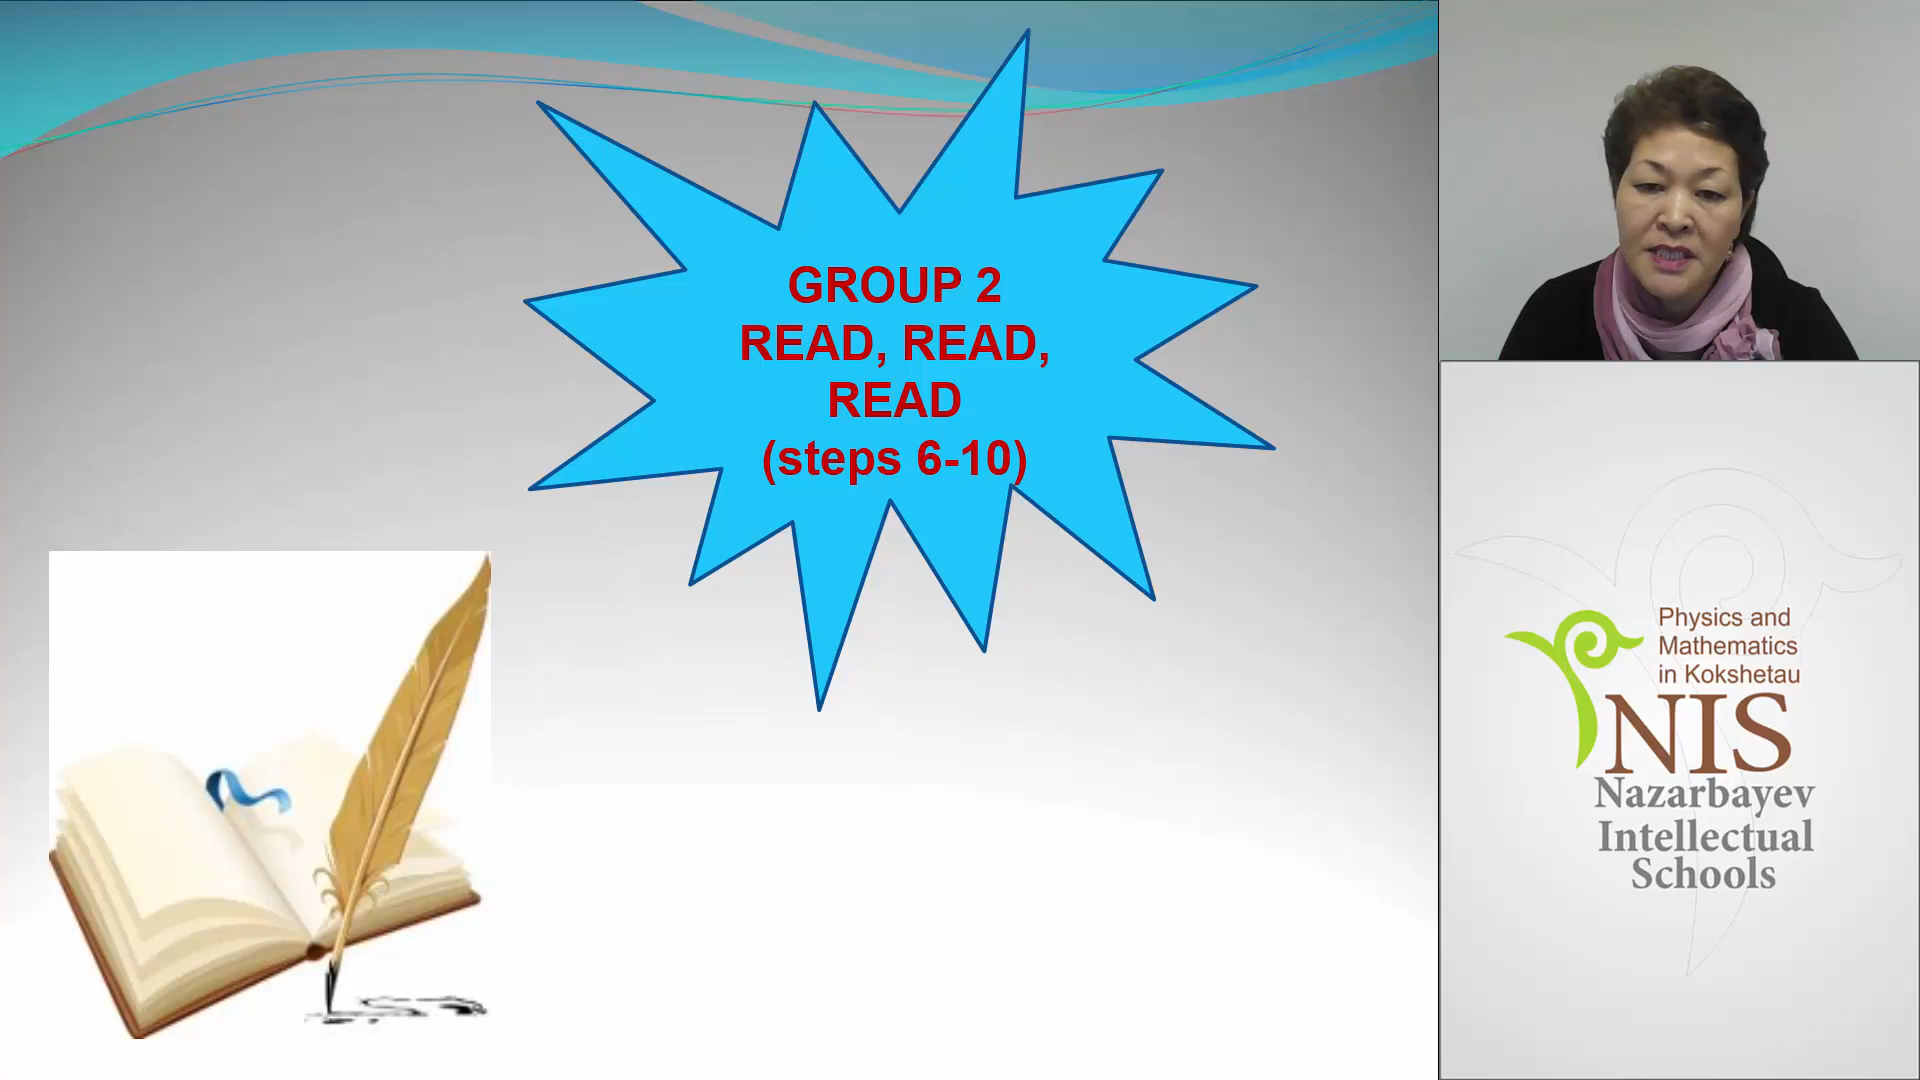 GROUP 2
READ, READ,
READ
(steps 6-10)
Physics and
Mathematics
in Kokshetau
NIS
Nazarbayev
Intellectual
Schools